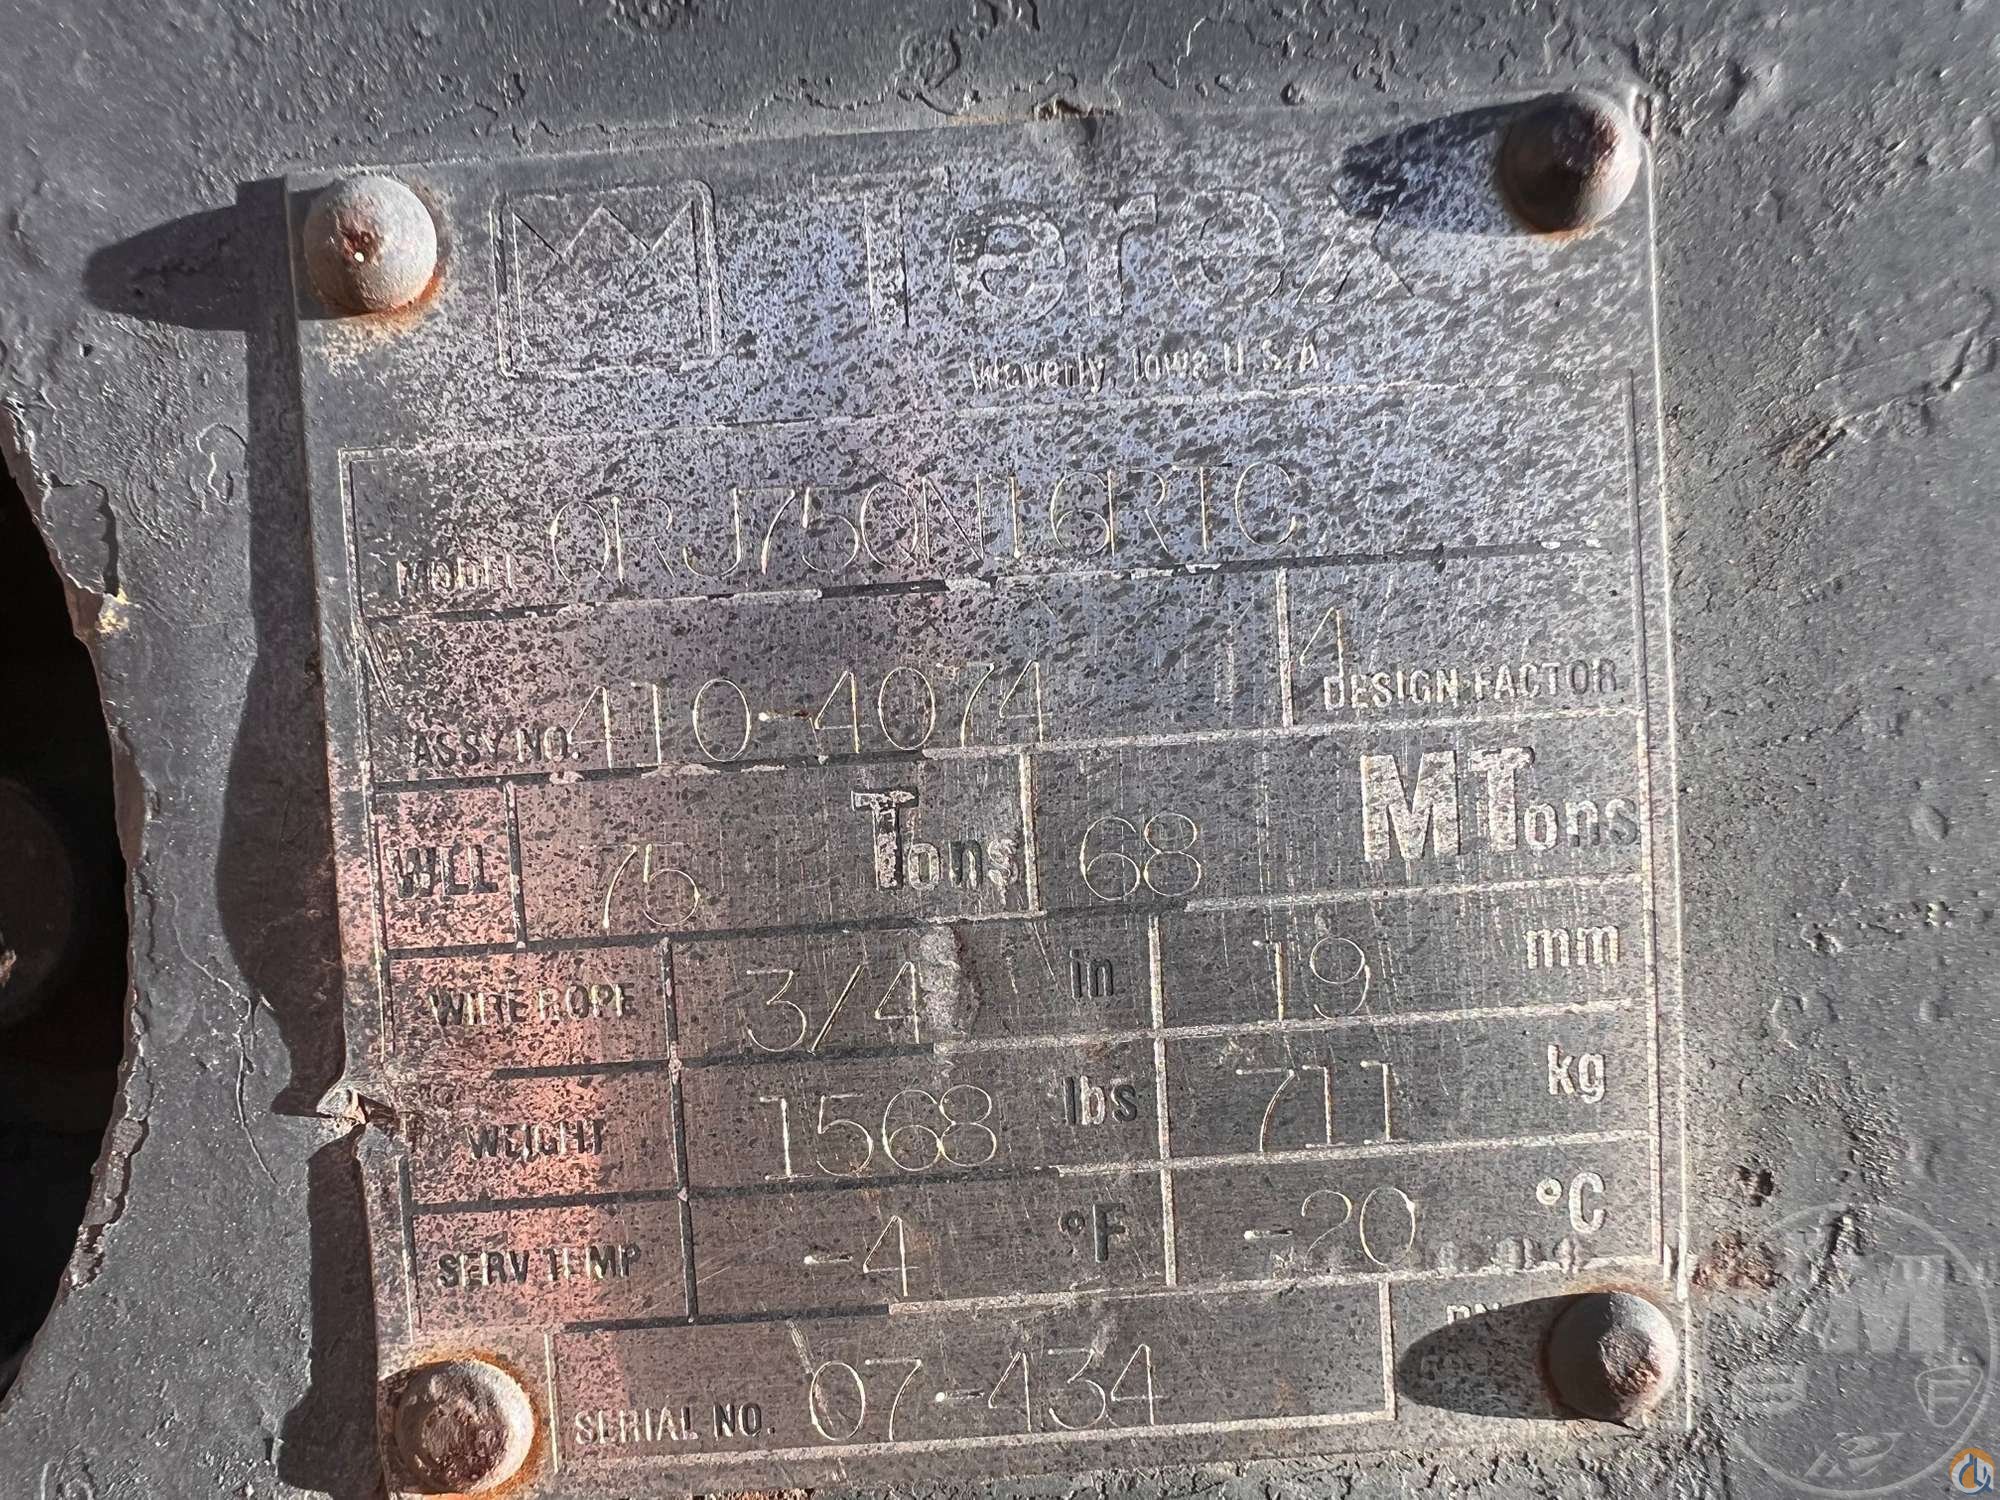 Terex
Waverly, Iowa U.S.A.
MODEL QRJ750N16RTC
ASSY NO. 410-4074 4 DESIGN FACTOR
WLL 75 Tons 68 MTons
WIRE ROPE 3/4 in 19 mm
WEIGHT 1568 lbs 711 kg
SERV TEMP -4 °F -20 °C
SERIAL NO. 07-434
M
E